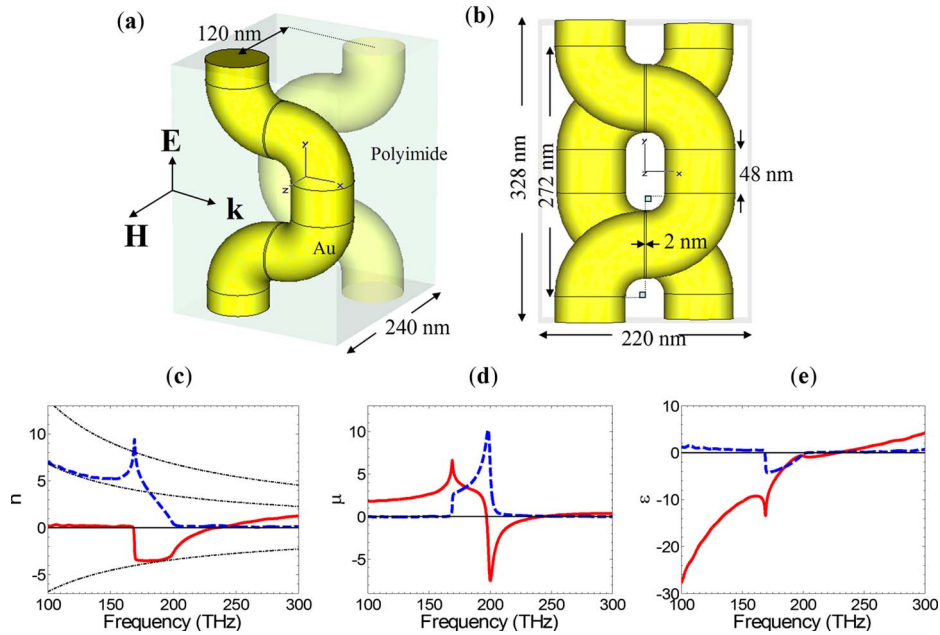 (a)
120 nm
E
H
k
Polyimide
Au
y
x
z
240 nm
(b)
328 nm
272 nm
y
x
z
48 nm
2 nm
220 nm
(c)
n
10
5
0
-5
100 150 200 250 300
Frequency (THz)
(d)
μ
10
5
0
-5
100 150 200 250 300
Frequency (THz)
(e)
ε
10
0
-10
-20
-30
100 150 200 250 300
Frequency (THz)